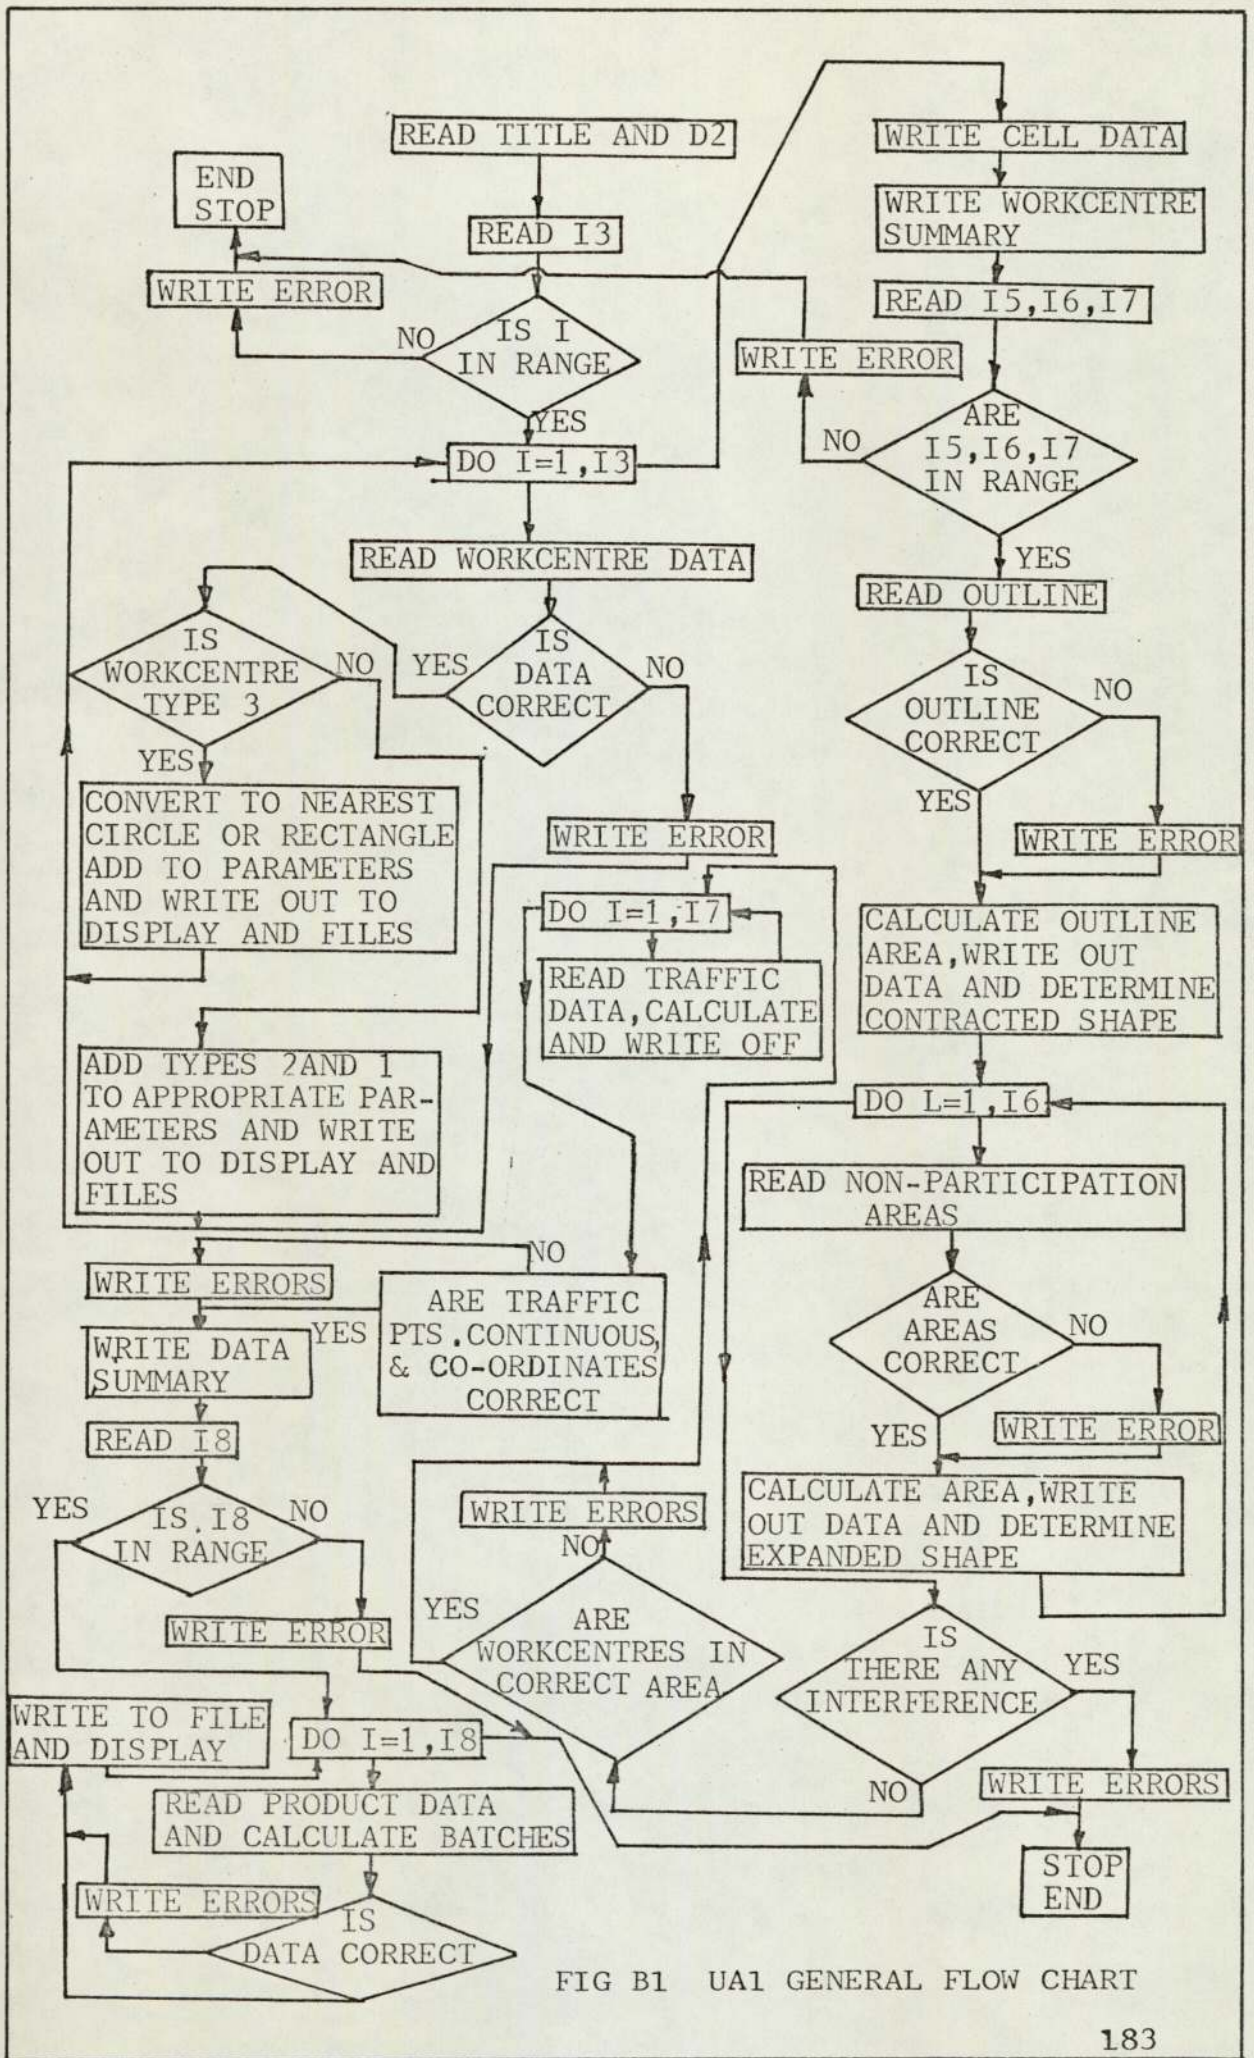 READ TITLE AND D2
END
STOP
READ I3
WRITE ERROR
NO
IS I
IN RANGE
YES
DO I=1,I3
READ WORKCENTRE DATA
IS
DATA
CORRECT
YES
NO
IS
WORKCENTRE
TYPE 3
NO
YES
CONVERT TO NEAREST
CIRCLE OR RECTANGLE
ADD TO PARAMETERS
AND WRITE OUT TO
DISPLAY AND FILES
WRITE ERROR
ADD TYPES 2AND 1
TO APPROPRIATE PAR-
AMETERS AND WRITE
OUT TO DISPLAY AND
FILES
WRITE CELL DATA
WRITE WORKCENTRE
SUMMARY
READ I5,I6,I7
WRITE ERROR
NO
ARE
I5,I6,I7
IN RANGE
YES
READ OUTLINE
IS
OUTLINE
CORRECT
NO
YES
WRITE ERROR
CALCULATE OUTLINE
AREA,WRITE OUT
DATA AND DETERMINE
CONTRACTED SHAPE
DO L=1,I6
READ NON-PARTICIPATION
AREAS
ARE
AREAS
CORRECT
NO
YES
WRITE ERROR
CALCULATE AREA,WRITE
OUT DATA AND DETERMINE
EXPANDED SHAPE
IS
THERE ANY
INTERFERENCE
YES
NO
WRITE ERRORS
STOP
END
ARE
WORKCENTRES IN
CORRECT AREA
YES
NO
WRITE ERRORS
DO I=1,I7
READ TRAFFIC
DATA,CALCULATE
AND WRITE OFF
ARE TRAFFIC
PTS.CONTINUOUS,
& CO-ORDINATES
CORRECT
NO
YES
WRITE ERRORS
WRITE DATA
SUMMARY
READ I8
IS.I8
IN RANGE
YES
NO
WRITE ERROR
WRITE TO FILE
AND DISPLAY
DO I=1,I8
READ PRODUCT DATA
AND CALCULATE BATCHES
WRITE ERRORS
IS
DATA CORRECT
FIG B1 UA1 GENERAL FLOW CHART
183